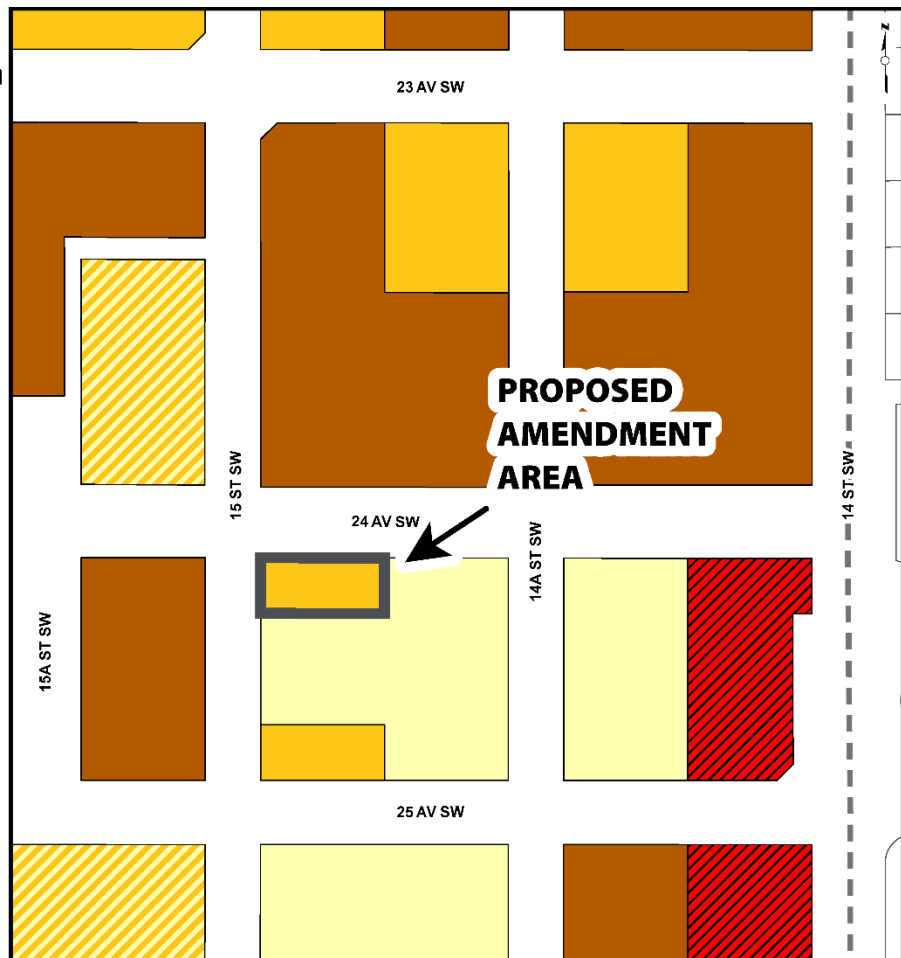 z
23 AV SW
PROPOSED
AMENDMENT
AREA
15 ST SW
14 ST SW
24 AV SW
14A ST SW
15A ST SW
25 AV SW